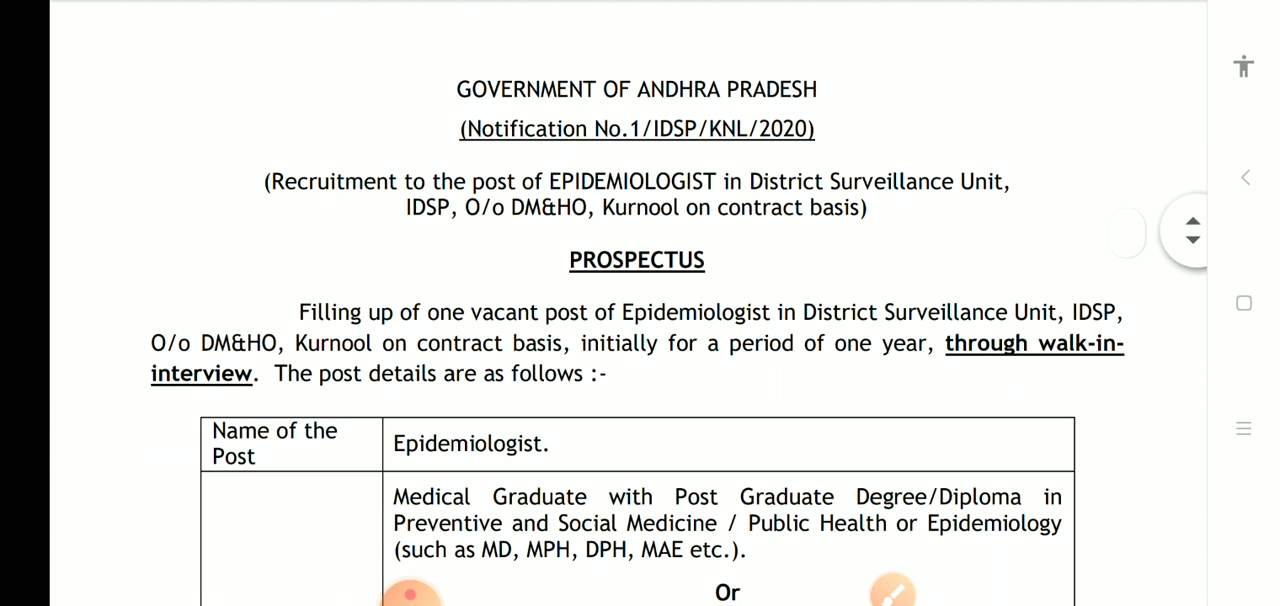 GOVERNMENT OF ANDHRA PRADESH
(Notification No.1/IDSP/KNL/2020)
(Recruitment to the post of EPIDEMIOLOGIST in District Surveillance Unit,
IDSP, O/o DM&HO, Kurnool on contract basis)
PROSPECTUS
Filling up of one vacant post of Epidemiologist in District Surveillance Unit, IDSP,
O/o DM&HO, Kurnool on contract basis, initially for a period of one year, through walk-in-
interview. The post details are as follows :-
Name of the
Post
Epidemiologist.
Medical Graduate with Post Graduate Degree/Diploma in
Preventive and Social Medicine / Public Health or Epidemiology
(such as MD, MPH, DPH, MAE etc.).
Or